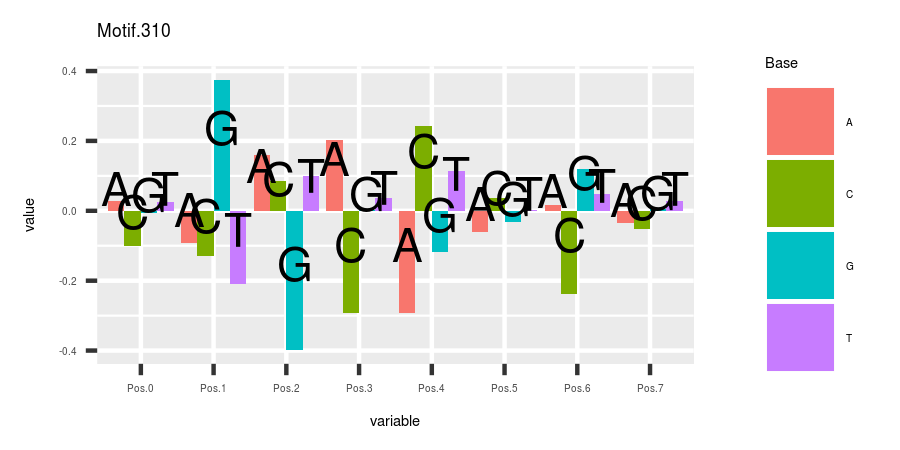 Motif.310
Base
0.4
0.2
0.0
-0.2
-0.4
value
A C G T A C G T A C G T A C G T A C G T A C G T A C G T A C G T
Pos.0 Pos.1 Pos.2 Pos.3 Pos.4 Pos.5 Pos.6 Pos.7
variable
A
C
G
T